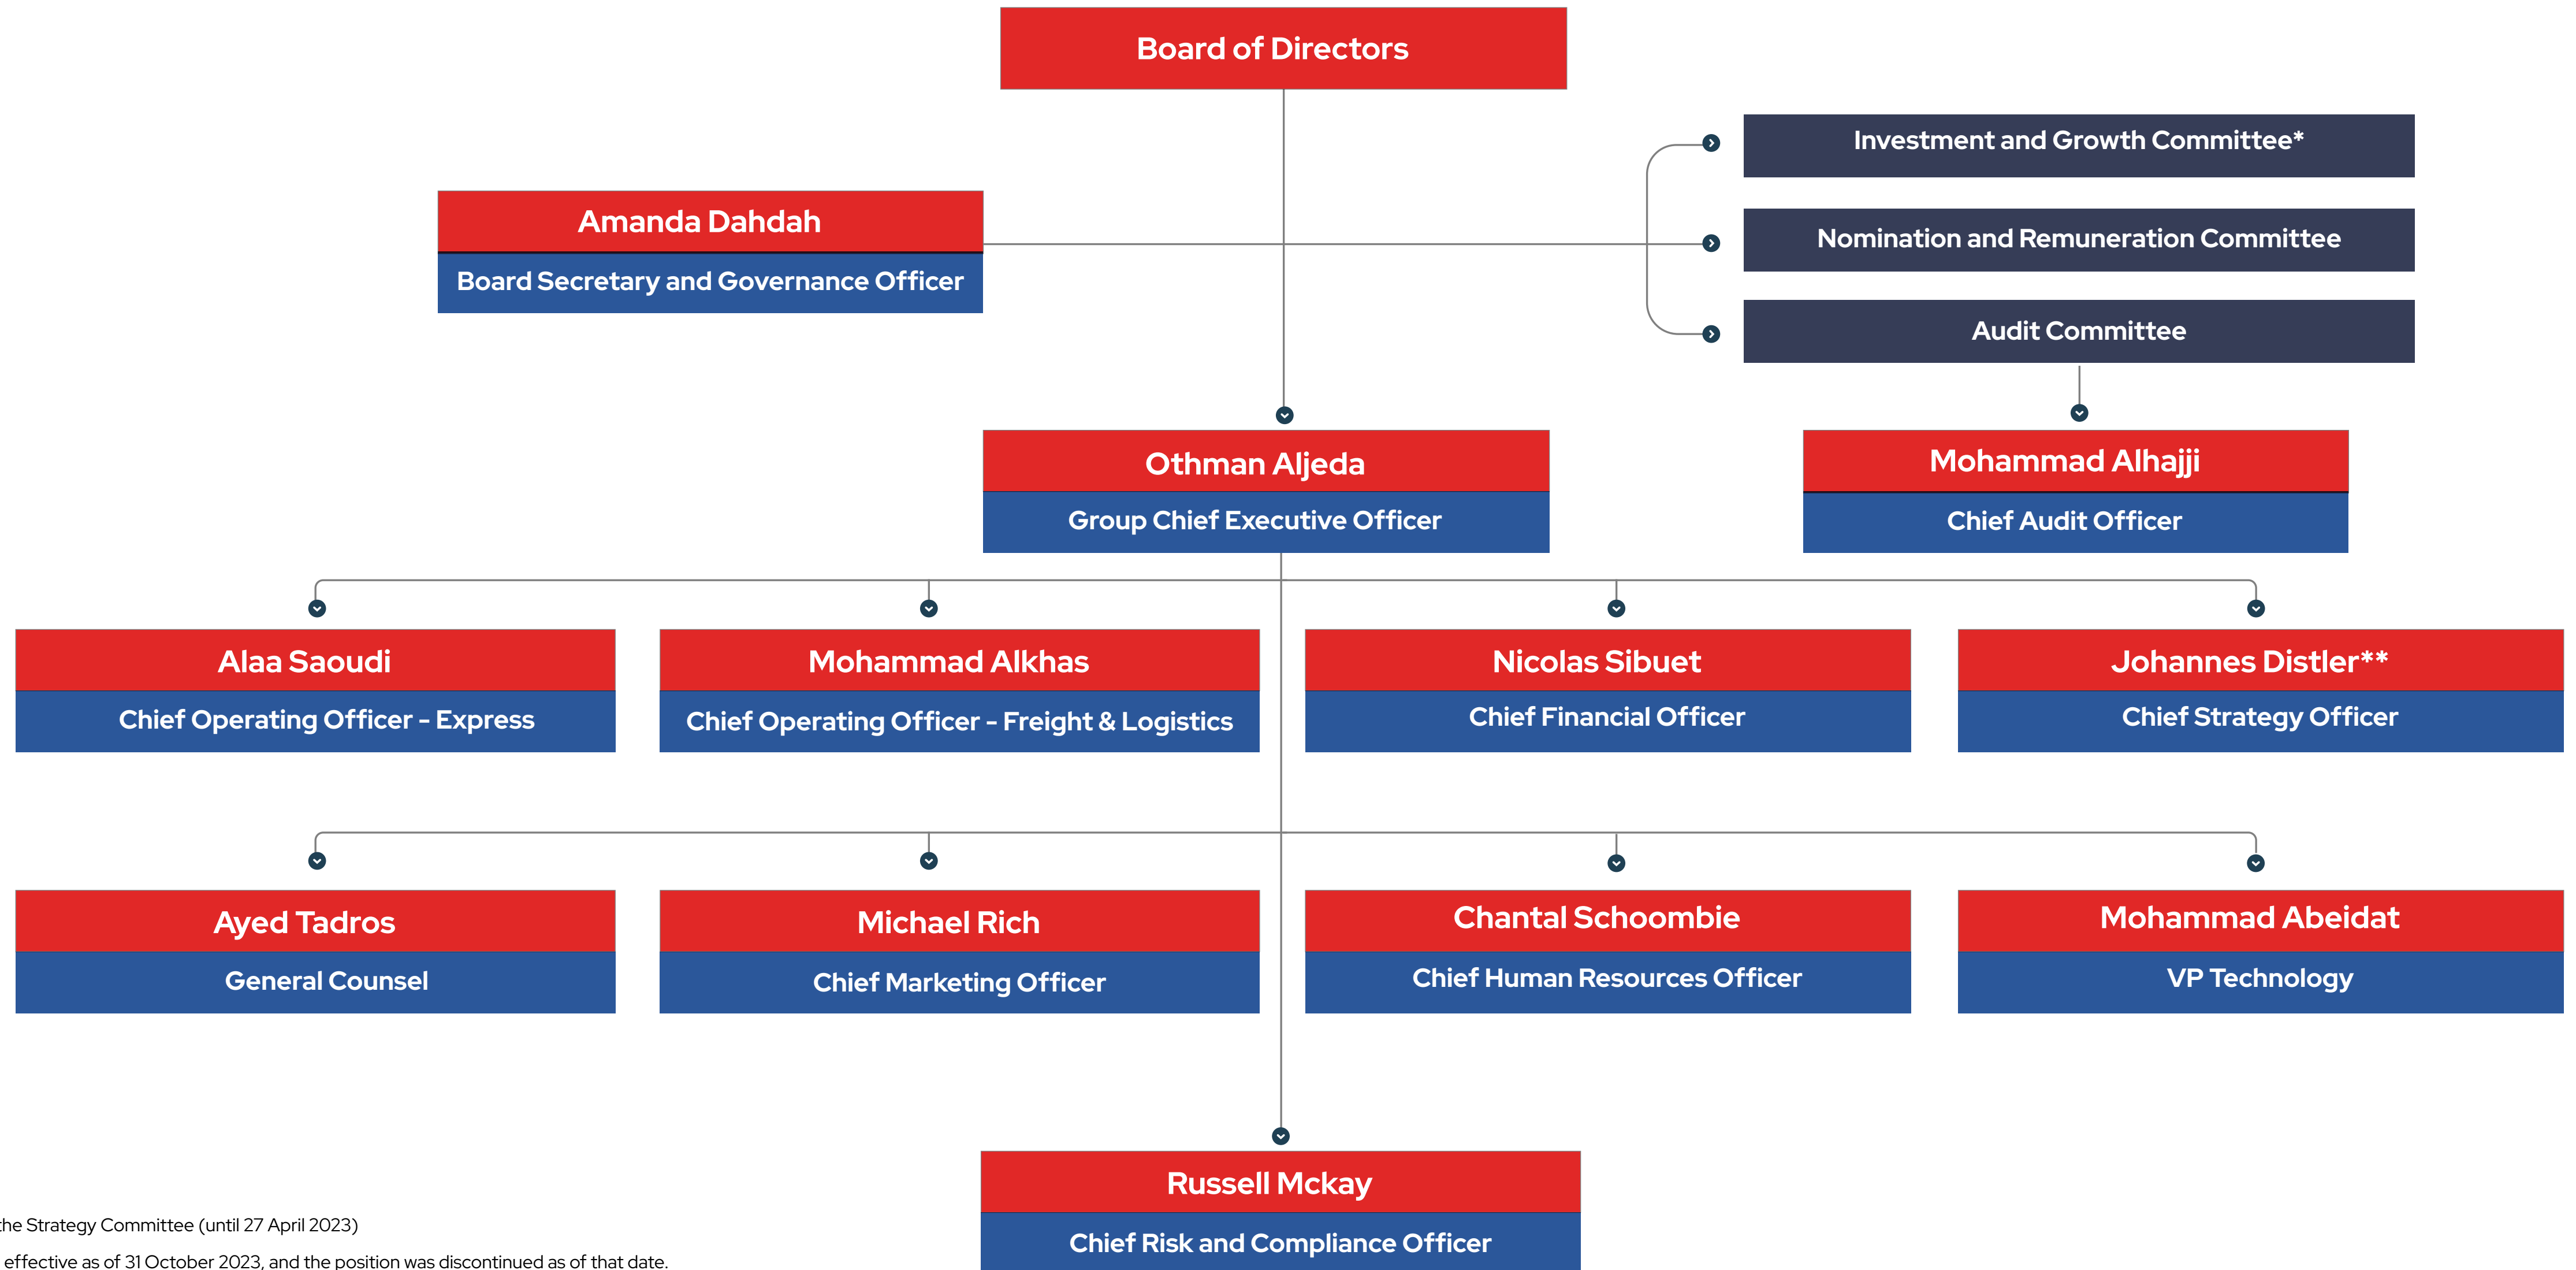 Board of Directors
Investment and Growth Committee*
Amanda Dahdah
Board Secretary and Governance Officer
Nomination and Remuneration Committee
Audit Committee
Othman Aljeda
Group Chief Executive Officer
Mohammad Alhajji
Chief Audit Officer
Alaa Saoudi
Chief Operating Officer - Express
Mohammad Alkhas
Chief Operating Officer - Freight & Logistics
Nicolas Sibuet
Chief Financial Officer
Johannes Distler**
Chief Strategy Officer
Ayed Tadros
General Counsel
Michael Rich
Chief Marketing Officer
Chantal Schoombie
Chief Human Resources Officer
Mohammad Abeidat
VP Technology
Russell Mckay
Chief Risk and Compliance Officer
the Strategy Committee (until 27 April 2023)
effective as of 31 October 2023, and the position was discontinued as of that date.